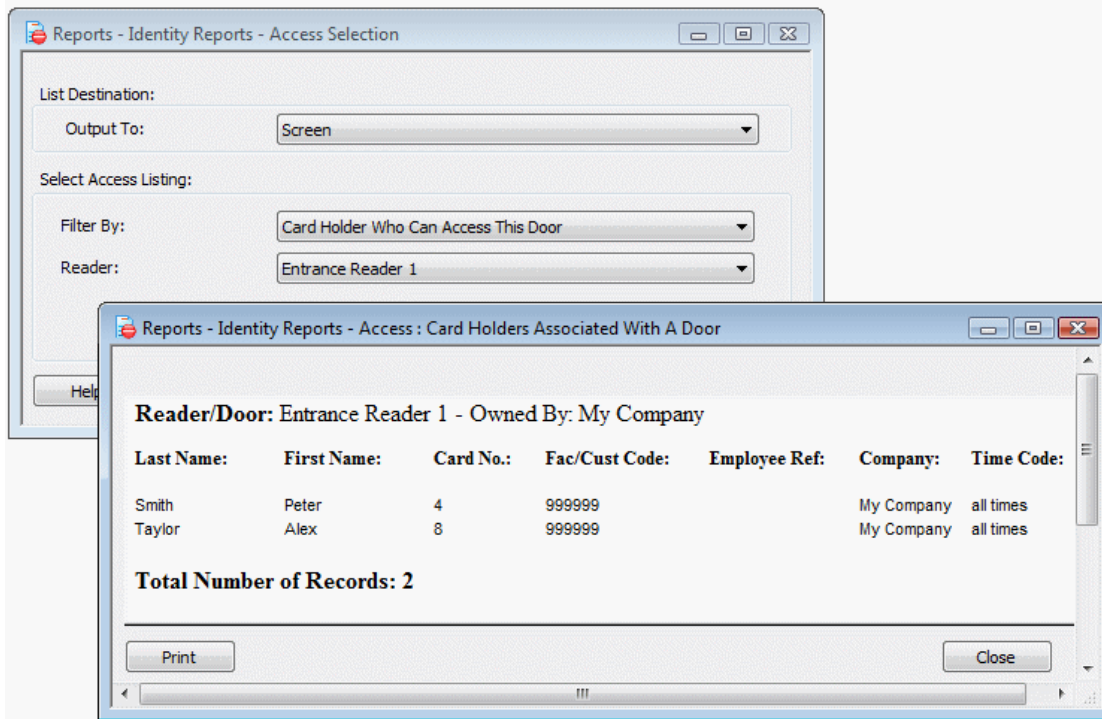 Reports - Identity Reports - Access Selection
List Destination:
Output To: Screen
Select Access Listing:
Filter By: Card Holder Who Can Access This Door
Reader: Entrance Reader 1
Help
Reports - Identity Reports - Access : Card Holders Associated With A Door
Reader/Door: Entrance Reader 1 - Owned By: My Company
Last Name: First Name: Card No.: Fac/Cust Code: Employee Ref: Company: Time Code:
Smith Peter 4 999999 My Company all times
Taylor Alex 8 999999 My Company all times
Total Number of Records: 2
Print Close